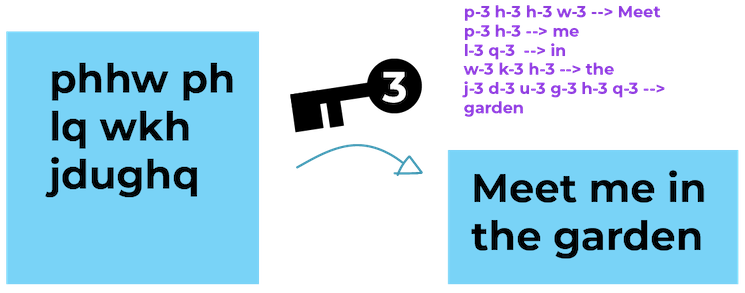 phhw ph
lq wkh
jdughq
3
p-3 h-3 h-3 w-3 --> Meet
p-3 h-3 --> me
l-3 q-3 --> in
w-3 k-3 h-3 --> the
j-3 d-3 u-3 g-3 h-3 q-3 -->
garden
Meet me in
the garden